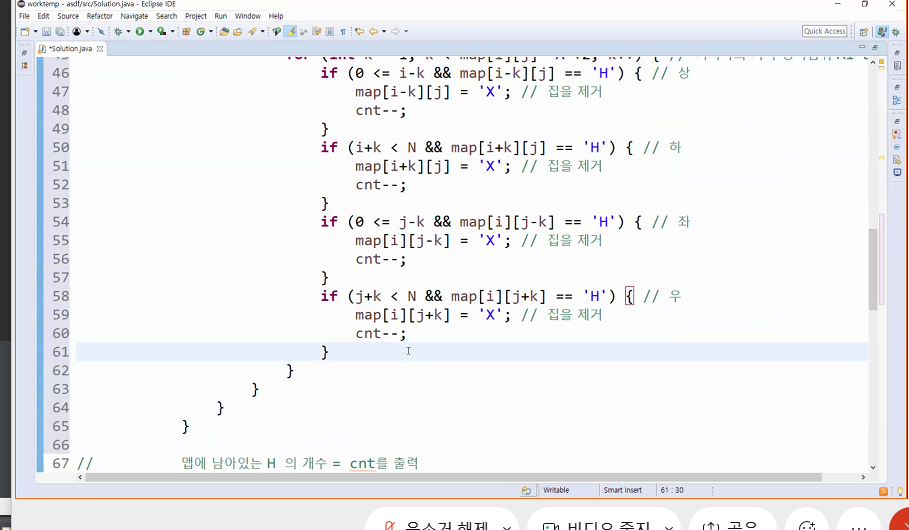 worktemp - asdf/src/Solution.java - Eclipse IDE
File Edit Source Refactor Navigate Search Project Run Window Help
Quick Access
*Solution.java
46 if (0 <= i-k && map[i-k][j] == 'H') { // 상
47 map[i-k][j] = 'X'; // 집을 제거
48 cnt--;
49 }
50 if (i+k < N && map[i+k][j] == 'H') { // 하
51 map[i+k][j] = 'X'; // 집을 제거
52 cnt--;
53 }
54 if (0 <= j-k && map[i][j-k] == 'H') { // 좌
55 map[i][j-k] = 'X'; // 집을 제거
56 cnt--;
57 }
58 if (j+k < N && map[i][j+k] == 'H') { // 우
59 map[i][j+k] = 'X'; // 집을 제거
60 cnt--;
61 }
62 }
63 }
64 }
65 }
66
67 // 맵에 남아있는 H 의 개수 = cnt를 출력
Writable Smart Insert 61 : 30
음소거 해제 비디오 중지 공유